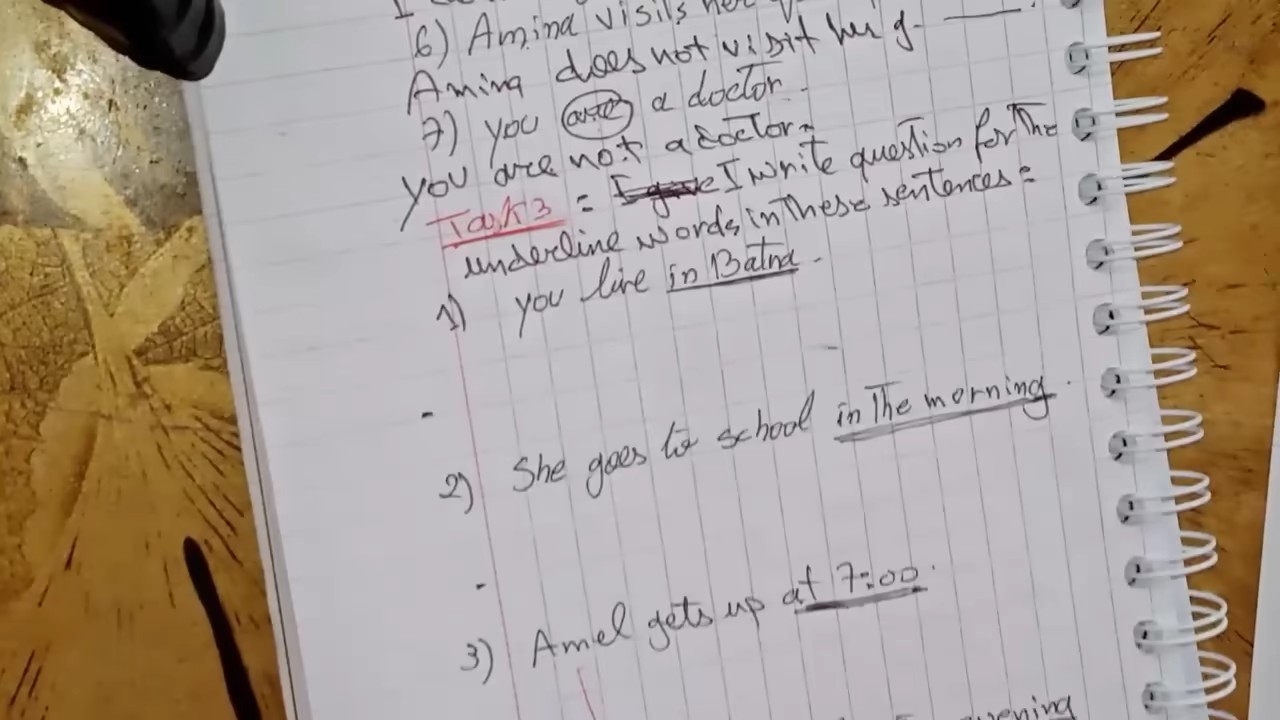 6) Amina visits her
Amina does not visit her g.
7) you are a doctor.
you are not a doctor.
Task 3 : I write question for the
underline words in these sentences:
1) you live in Batna.
-
2) She goes to school in the morning.
-
3) Amel gets up at 7:00.
evening